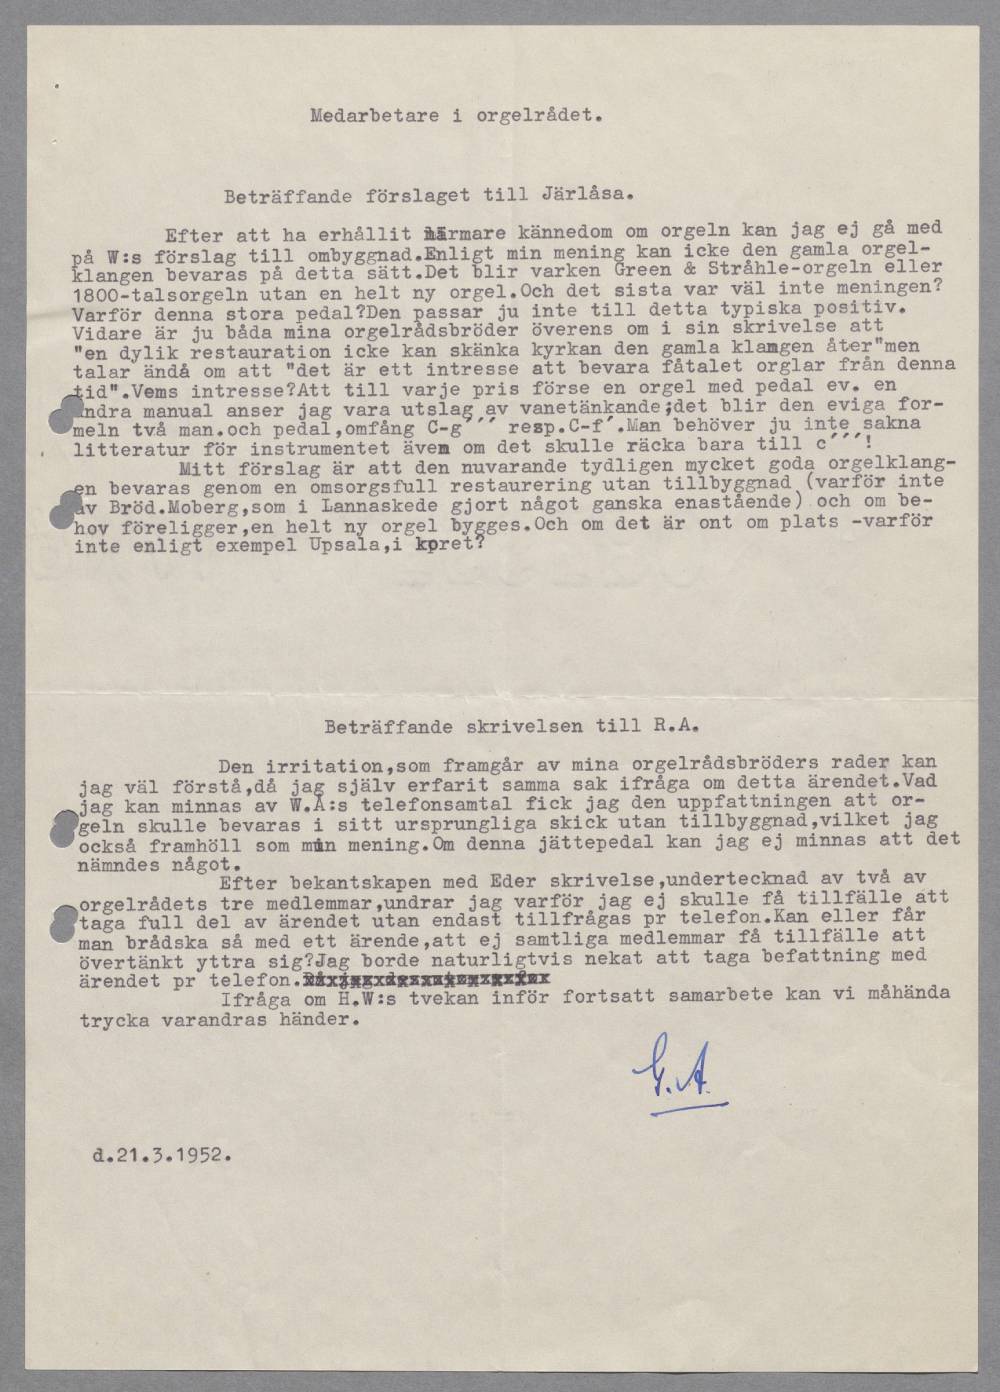 Medarbetare i orgelrådet.
Beträffande förslaget till Järlåsa.
Efter att ha erhållit närmare kännedom om orgeln kan jag ej gå med
på W:s förslag till ombyggnad.Enligt min mening kan icke den gamla orgel-
klangen bevaras på detta sätt.Det blir varken Green & Stråhle-orgeln eller
1800-talsorgeln utan en helt ny orgel.Och det sista var väl inte meningen?
Varför denna stora pedal?Den passar ju inte till detta typiska positiv.
Vidare är ju båda mina orgelrådsbröder överens om i sin skrivelse att
"en dylik restauration icke kan skänka kyrkan den gamla klangen åter"men
talar ändå om att "det är ett intresse att bevara fåtalet orglar från denna
tid".Vems intresse?Att till varje pris förse en orgel med pedal ev. en
andra manual anser jag vara utslag av vanetänkande;det blir den eviga for-
meln två man.och pedal,omfång C-g´´´ resp.C-f´.Man behöver ju inte sakna
litteratur för instrumentet även om det skulle räcka bara till c´´´!
Mitt förslag är att den nuvarande tydligen mycket goda orgelklang-
en bevaras genom en omsorgsfull restaurering utan tillbyggnad (varför inte
av Bröd.Moberg,som i Lannaskede gjort något ganska enastående) och om be-
hov föreligger,en helt ny orgel bygges.Och om det är ont om plats -varför
inte enligt exempel Upsala,i koret?
Beträffande skrivelsen till R.A.
Den irritation,som framgår av mina orgelrådsbröders rader kan
jag väl förstå,då jag själv erfarit samma sak ifråga om detta ärendet.Vad
jag kan minnas av W.A:s telefonsamtal fick jag den uppfattningen att or-
geln skulle bevaras i sitt ursprungliga skick utan tillbyggnad,vilket jag
också framhöll som min mening.Om denna jättepedal kan jag ej minnas att det
nämndes något.
Efter bekantskapen med Eder skrivelse,undertecknad av två av
orgelrådets tre medlemmar,undrar jag varför jag ej skulle få tillfälle att
taga full del av ärendet utan endast tillfrågas pr telefon.Kan eller får
man brådska så med ett ärende,att ej samtliga medlemmar få tillfälle att
övertänkt yttra sig?Jag borde naturligtvis nekat att taga befattning med
ärendet pr telefon.
Ifråga om H.W:s tvekan inför fortsatt samarbete kan vi måhända
trycka varandras händer.
G.A.
d.21.3.1952.